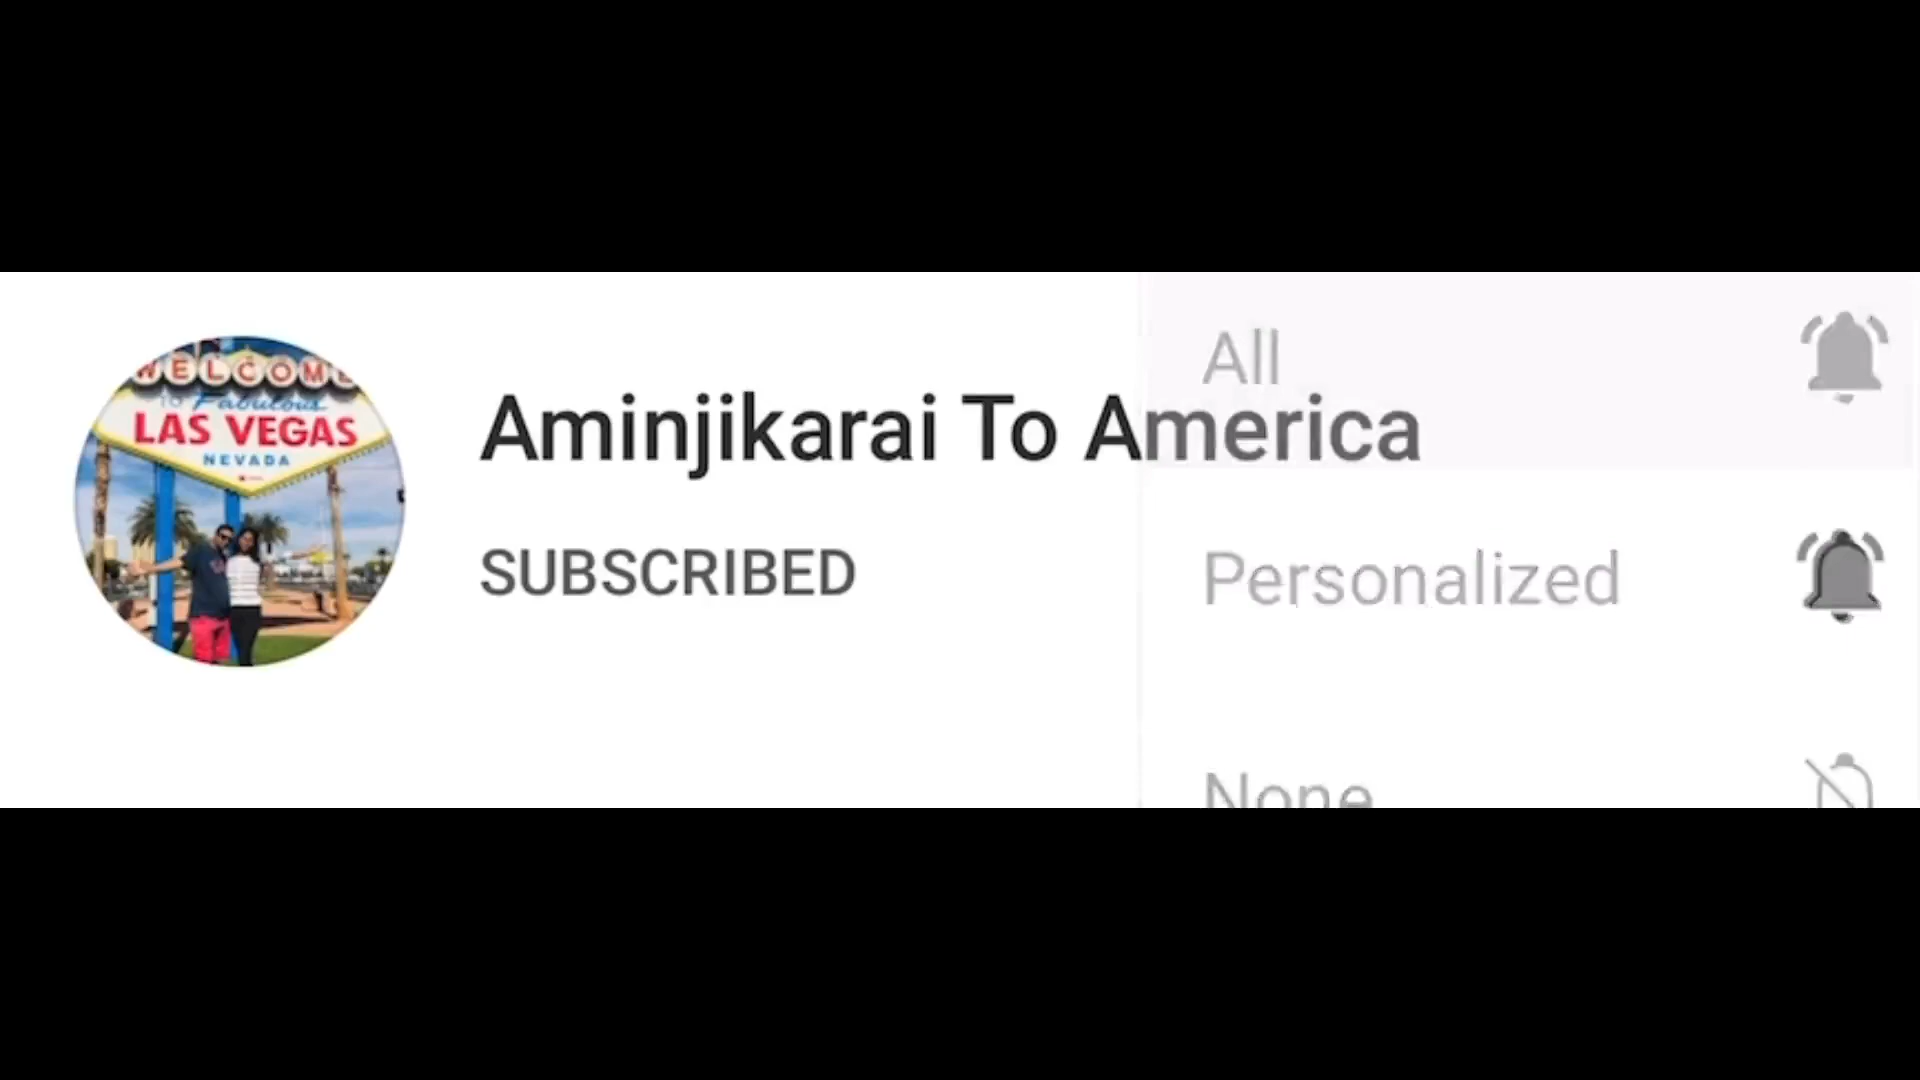 WELCOME
To Fabulous
LAS VEGAS
NEVADA
Aminjikarai To America
SUBSCRIBED
All
Personalized
None